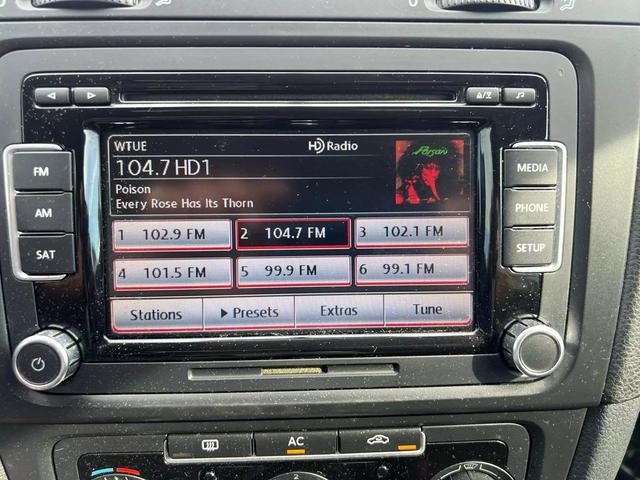 WTUE HD Radio
104.7 HD1
Poison
Poison
Every Rose Has Its Thorn
1 102.9 FM 2 104.7 FM 3 102.1 FM
4 101.5 FM 5 99.9 FM 6 99.1 FM
Stations Presets Extras Tune
FM
AM
SAT
MEDIA
PHONE
SETUP
AC